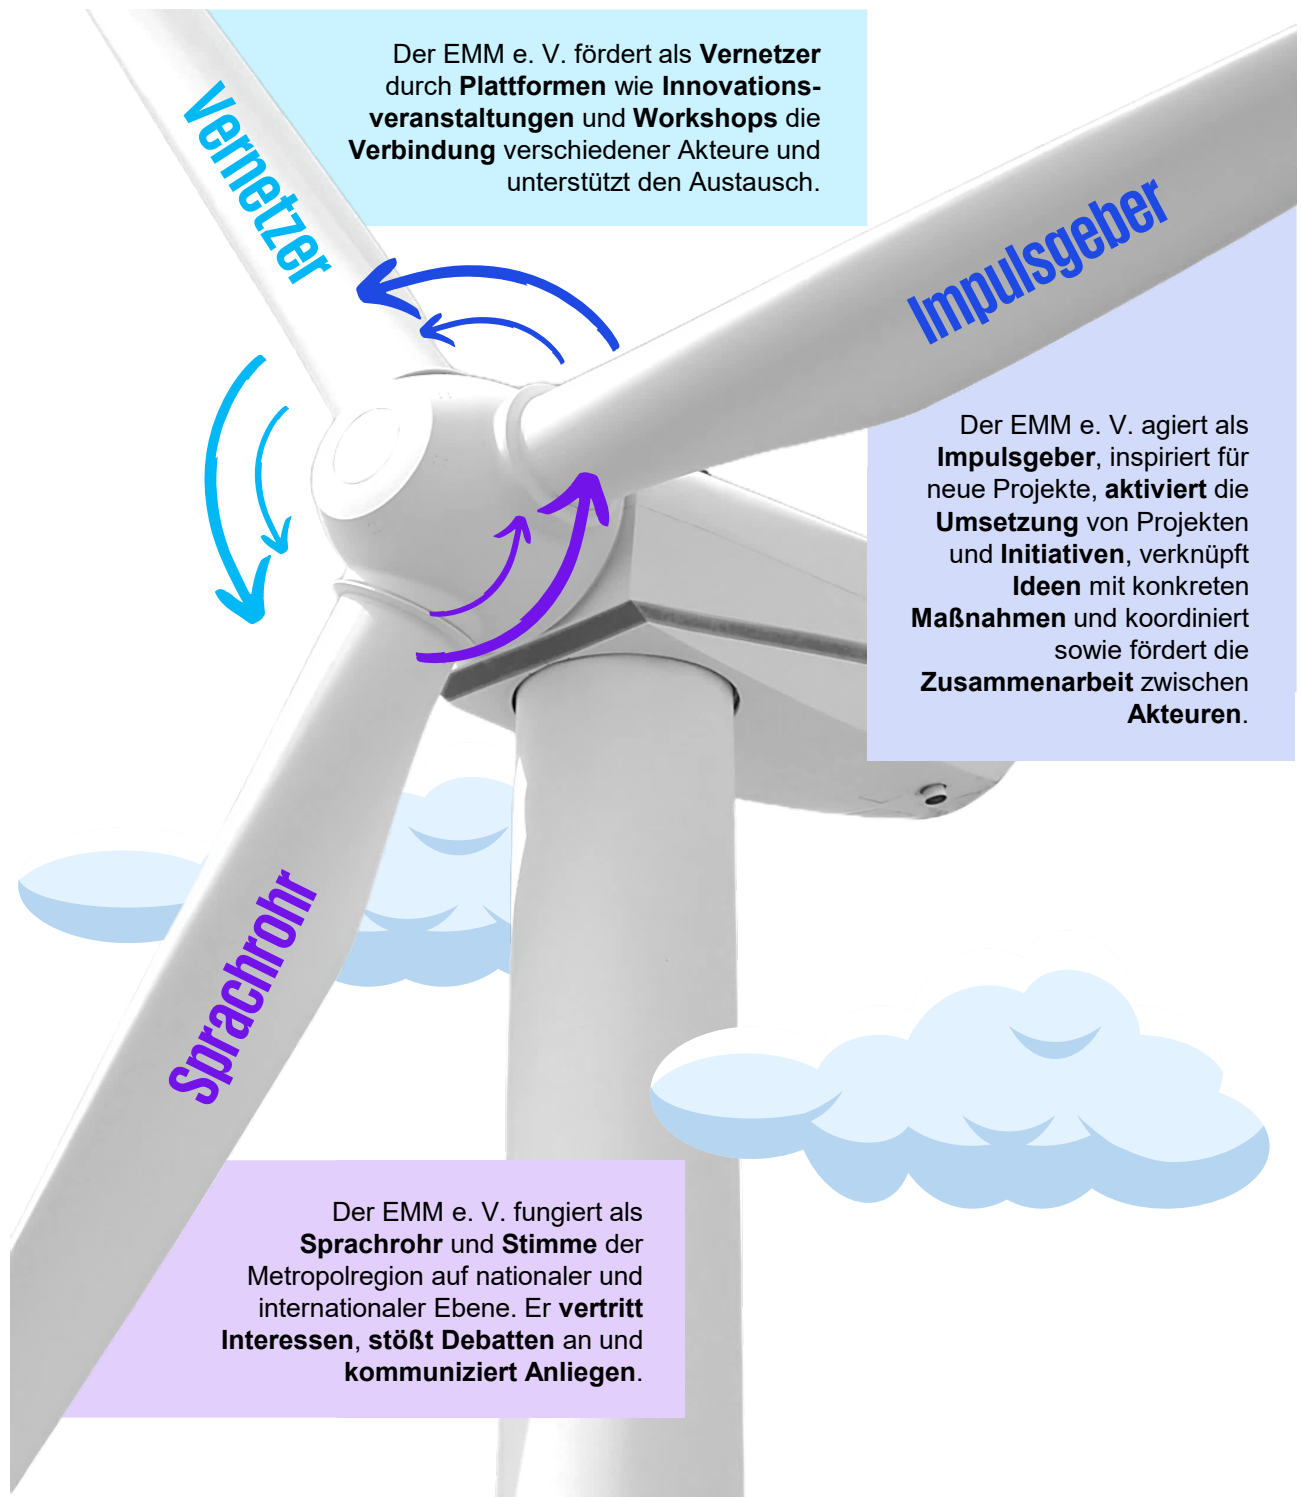 Der EMM e. V. fördert als Vernetzer
durch Plattformen wie Innovations-
veranstaltungen und Workshops die
Verbindung verschiedener Akteure und
unterstützt den Austausch.
Vernetzer
Impulsgeber
Der EMM e. V. agiert als
Impulsgeber, inspiriert für
neue Projekte, aktiviert die
Umsetzung von Projekten
und Initiativen, verknüpft
Ideen mit konkreten
Maßnahmen und koordiniert
sowie fördert die
Zusammenarbeit zwischen
Akteuren.
Sprachrohr
Der EMM e. V. fungiert als
Sprachrohr und Stimme der
Metropolregion auf nationaler und
internationaler Ebene. Er vertritt
Interessen, stößt Debatten an und
kommuniziert Anliegen.